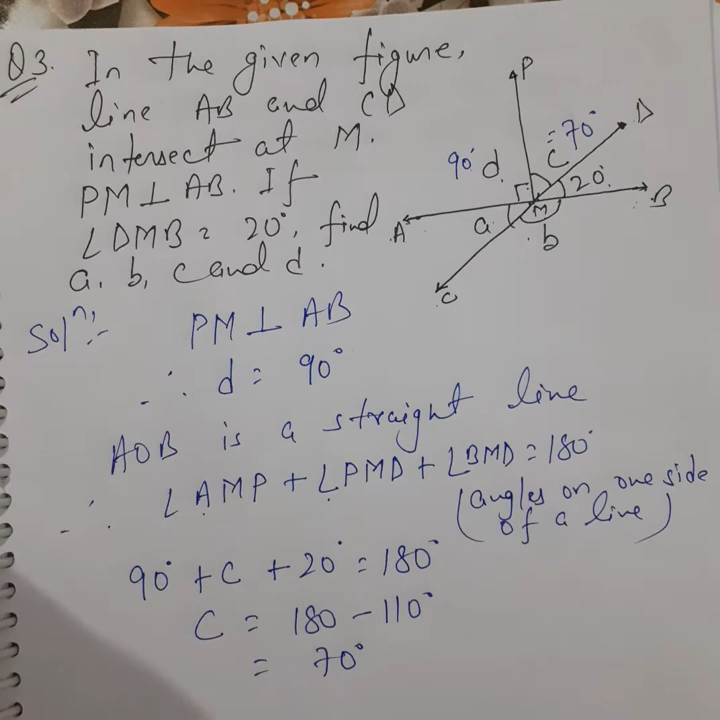 Q3. In the given figure,
line AB and CD
intersect at M.
PM ⊥ AB. If
∠DMB = 20°, find
a, b, c and d.
P
D
C = 70°
90° d
20°
B
A
a
M
b
C
Solⁿ:-
PM ⊥ AB
∴ d = 90°
AOB is a straight line
∴ ∠AMP + ∠PMD + ∠BMD = 180°
(angles on one side
of a line)
90° + C + 20° = 180°
C = 180 - 110°
= 70°